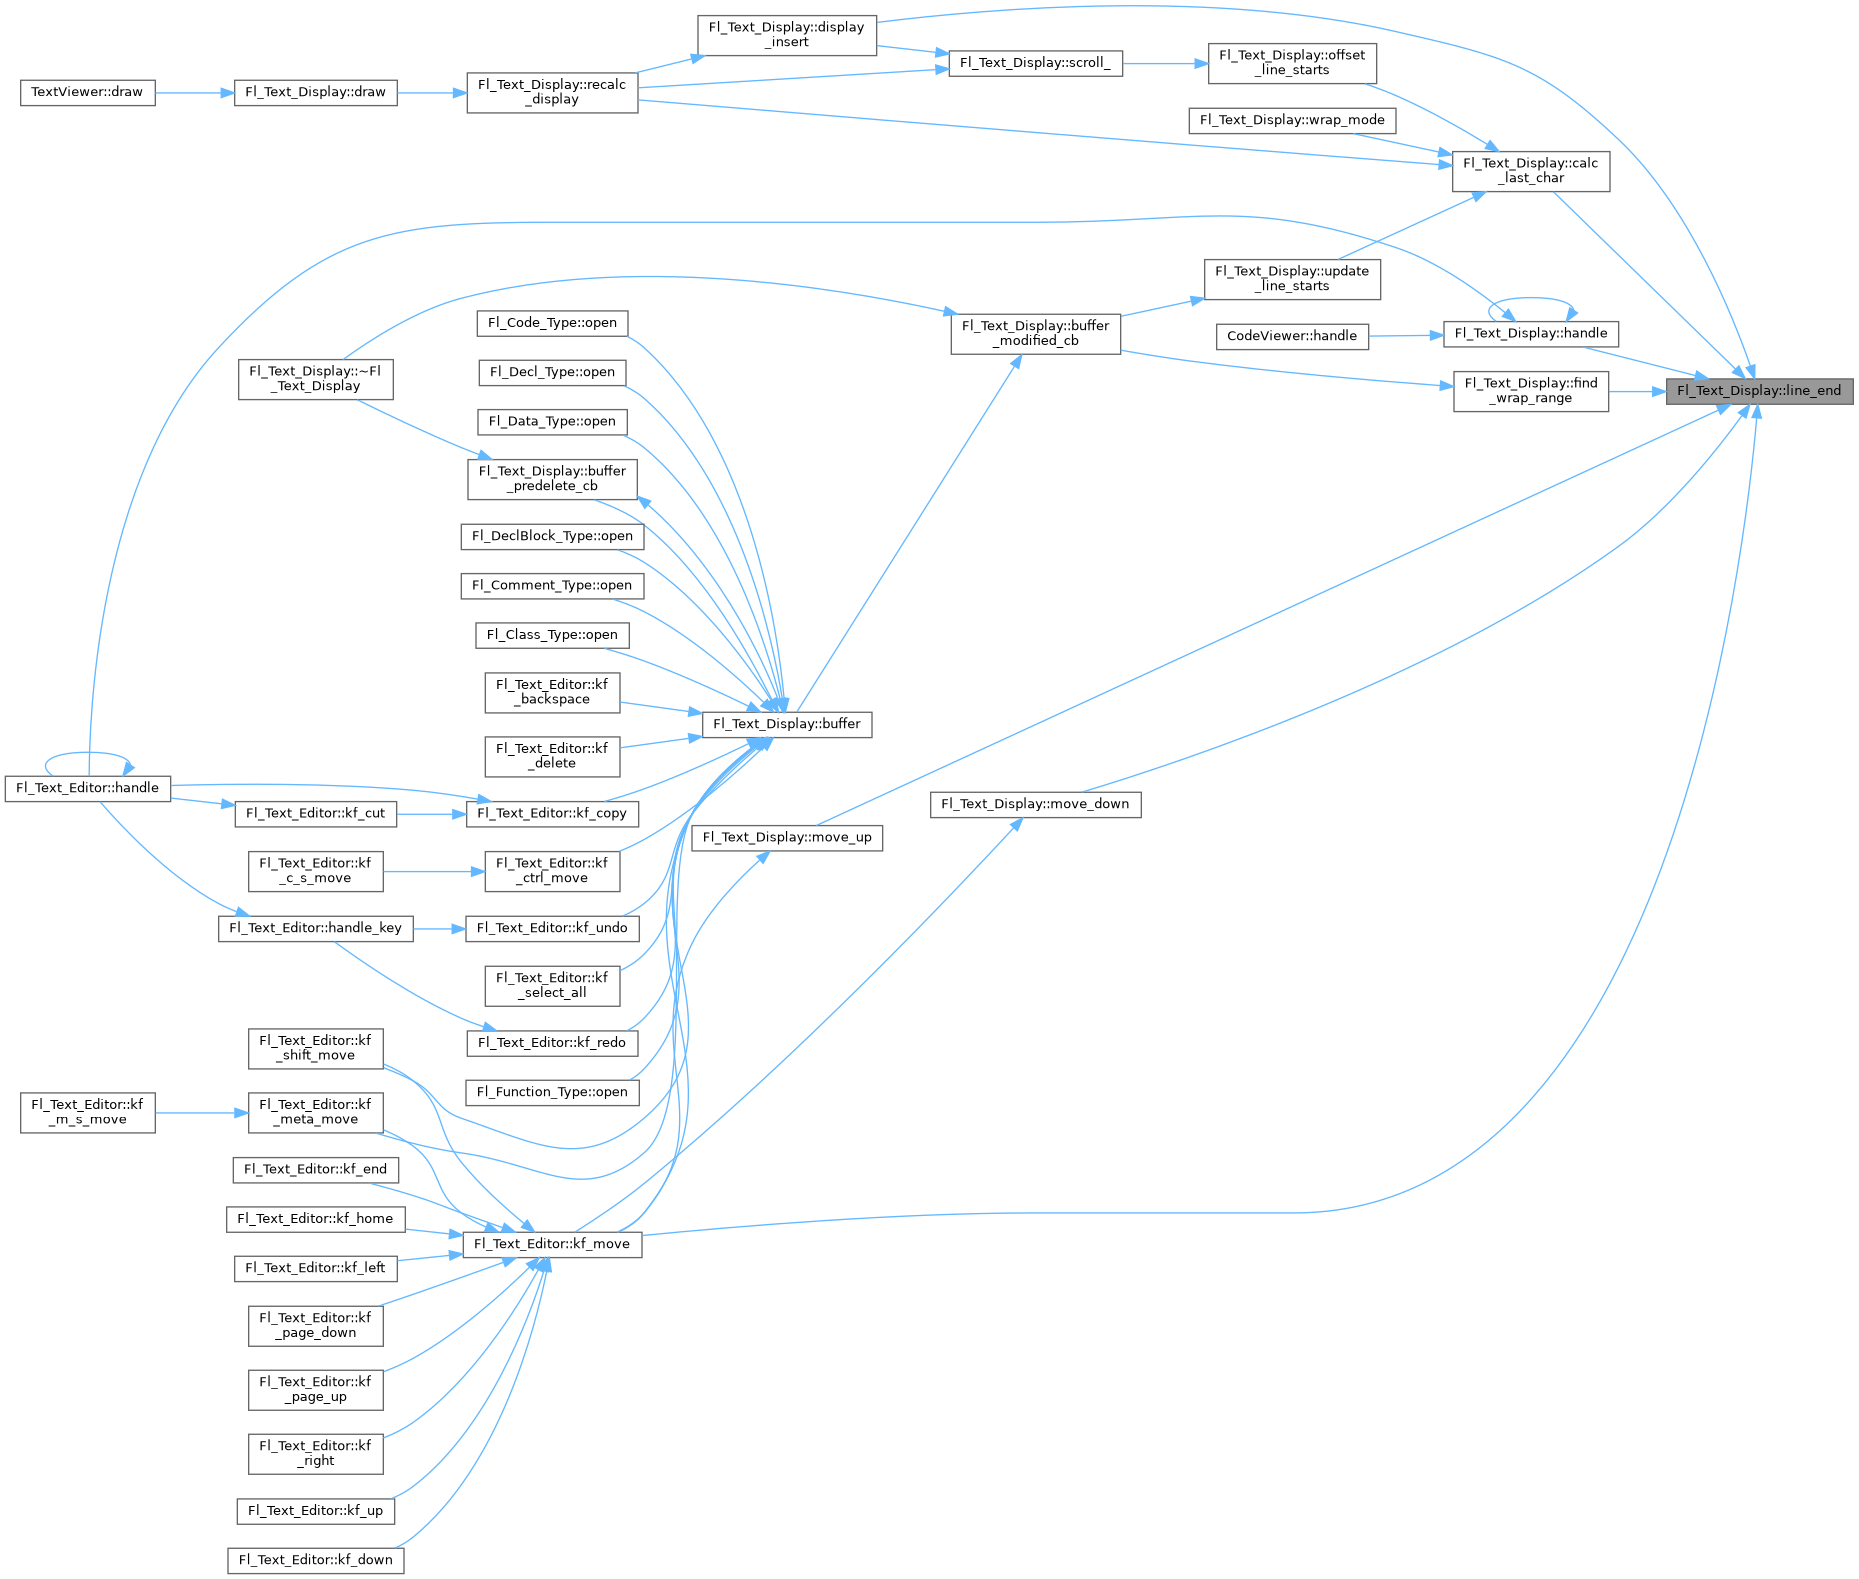 Fl_Text_Display::display
_insert
Fl_Text_Display::offset
_line_starts
Fl_Text_Display::scroll_
TextViewer::draw
Fl_Text_Display::draw
Fl_Text_Display::recalc
_display
Fl_Text_Display::wrap_mode
Fl_Text_Display::calc
_last_char
Fl_Text_Display::update
_line_starts
Fl_Code_Type::open
Fl_Text_Display::buffer
_modified_cb
CodeViewer::handle
Fl_Text_Display::handle
Fl_Text_Display::~Fl
_Text_Display
Fl_Decl_Type::open
Fl_Text_Display::find
_wrap_range
Fl_Text_Display::line_end
Fl_Data_Type::open
Fl_Text_Display::buffer
_predelete_cb
Fl_DeclBlock_Type::open
Fl_Comment_Type::open
Fl_Class_Type::open
Fl_Text_Editor::kf
_backspace
Fl_Text_Display::buffer
Fl_Text_Editor::kf
_delete
Fl_Text_Editor::handle
Fl_Text_Editor::kf_cut
Fl_Text_Editor::kf_copy
Fl_Text_Display::move_down
Fl_Text_Display::move_up
Fl_Text_Editor::kf
_c_s_move
Fl_Text_Editor::kf
_ctrl_move
Fl_Text_Editor::handle_key
Fl_Text_Editor::kf_undo
Fl_Text_Editor::kf
_select_all
Fl_Text_Editor::kf
_shift_move
Fl_Text_Editor::kf_redo
Fl_Function_Type::open
Fl_Text_Editor::kf
_m_s_move
Fl_Text_Editor::kf
_meta_move
Fl_Text_Editor::kf_end
Fl_Text_Editor::kf_home
Fl_Text_Editor::kf_move
Fl_Text_Editor::kf_left
Fl_Text_Editor::kf
_page_down
Fl_Text_Editor::kf
_page_up
Fl_Text_Editor::kf
_right
Fl_Text_Editor::kf_up
Fl_Text_Editor::kf_down